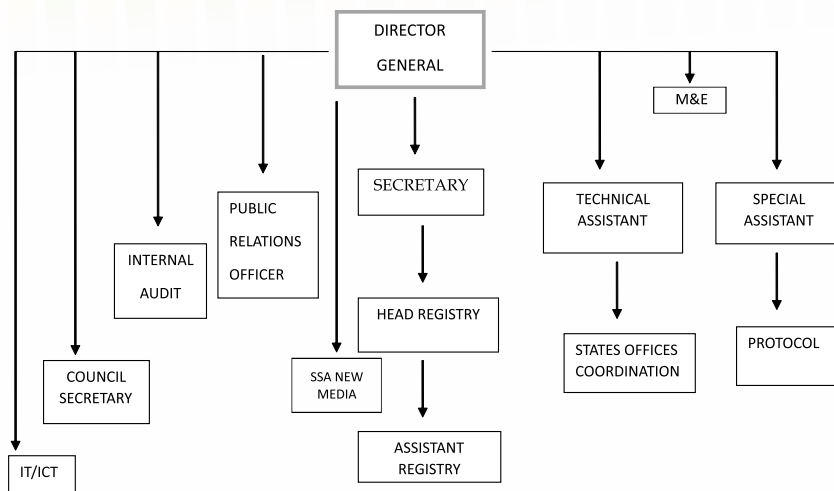 DIRECTOR
GENERAL
M&E
SECRETARY
TECHNICAL
ASSISTANT
SPECIAL
ASSISTANT
PUBLIC
RELATIONS
OFFICER
INTERNAL
AUDIT
HEAD REGISTRY
STATES OFFICES
COORDINATION
PROTOCOL
COUNCIL
SECRETARY
SSA NEW
MEDIA
ASSISTANT
REGISTRY
IT/ICT